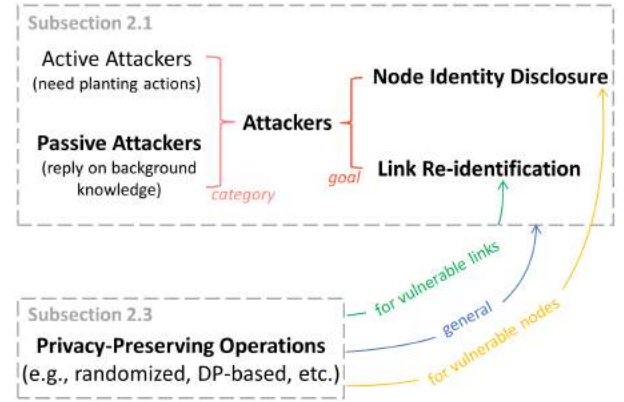 Subsection 2.1
Active Attackers
(need planting actions)
Passive Attackers
(reply on background
knowledge)
category
Attackers
goal
Node Identity Disclosure
Link Re-identification
for vulnerable links
general
for vulnerable nodes
Subsection 2.3
Privacy-Preserving Operations
(e.g., randomized, DP-based, etc.)